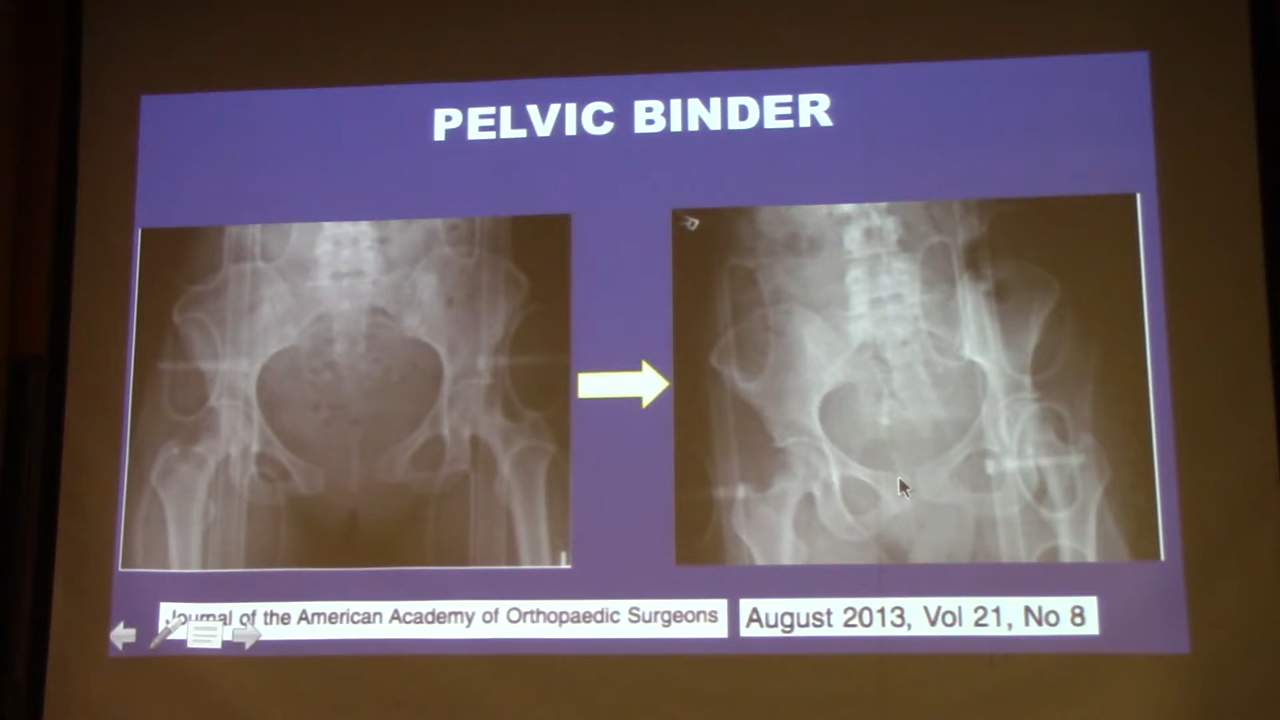 PELVIC BINDER
Journal of the American Academy of Orthopaedic Surgeons
August 2013, Vol 21, No 8